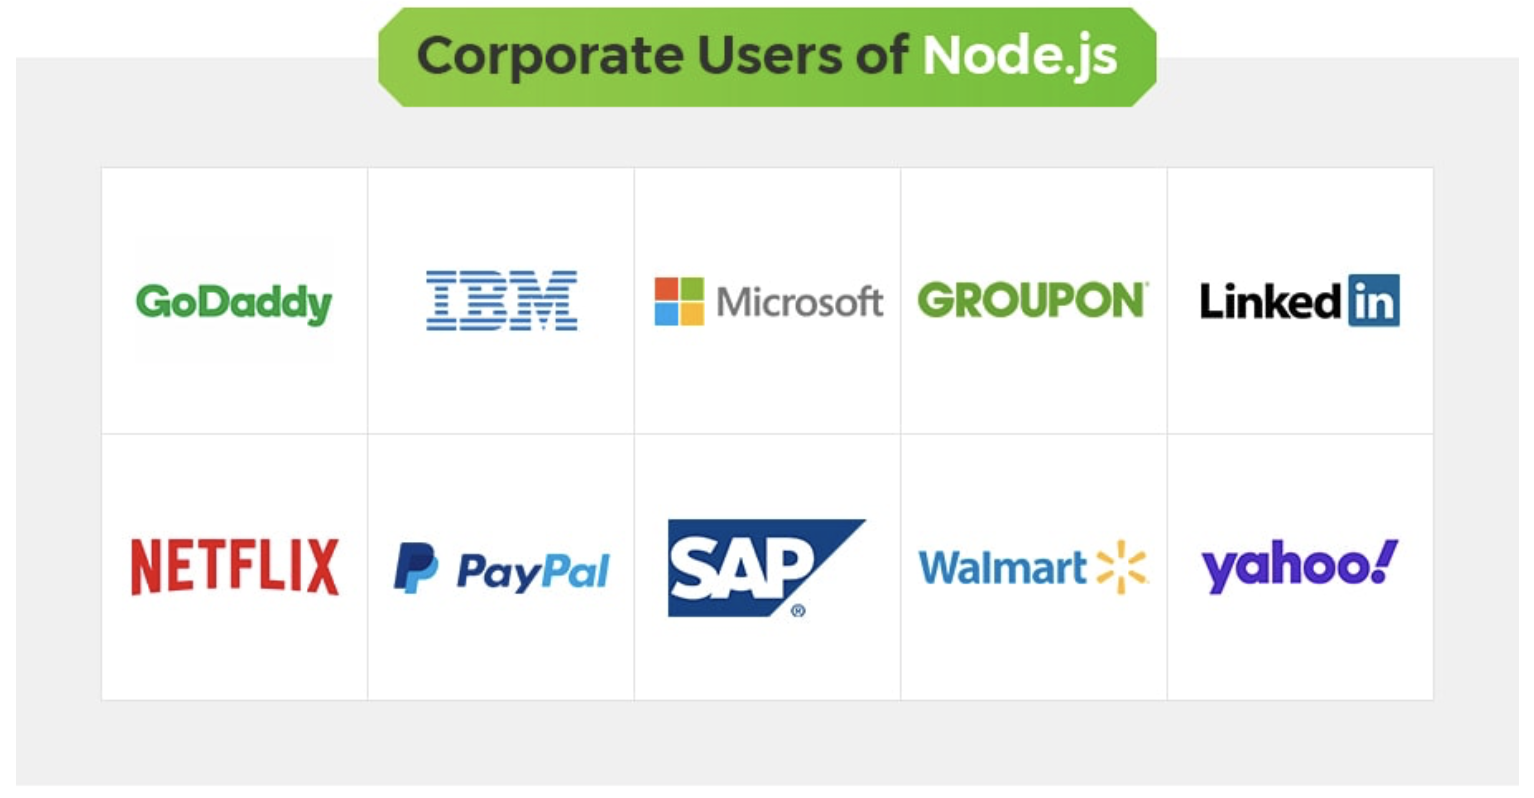 Corporate Users of Node.js
GoDaddy
IBM
Microsoft
GROUPON
Linked in
NETFLIX
PayPal
SAP
®
Walmart
yahoo!